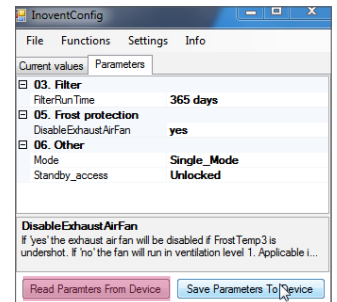 InoventConfig
File Functions Settings Info
Current values Parameters
03. Filter
FilterRunTime 365 days
05. Frost protection
DisableExhaustAirFan yes
06. Other
Mode Single_Mode
Standby_access Unlocked
DisableExhaustAirFan
If 'yes' the exhaust air fan will be disabled if FrostTemp3 is
undershot. If 'no' the fan will run in ventilation level 1. Applicable i...
Read Paramters From Device Save Parameters To Device